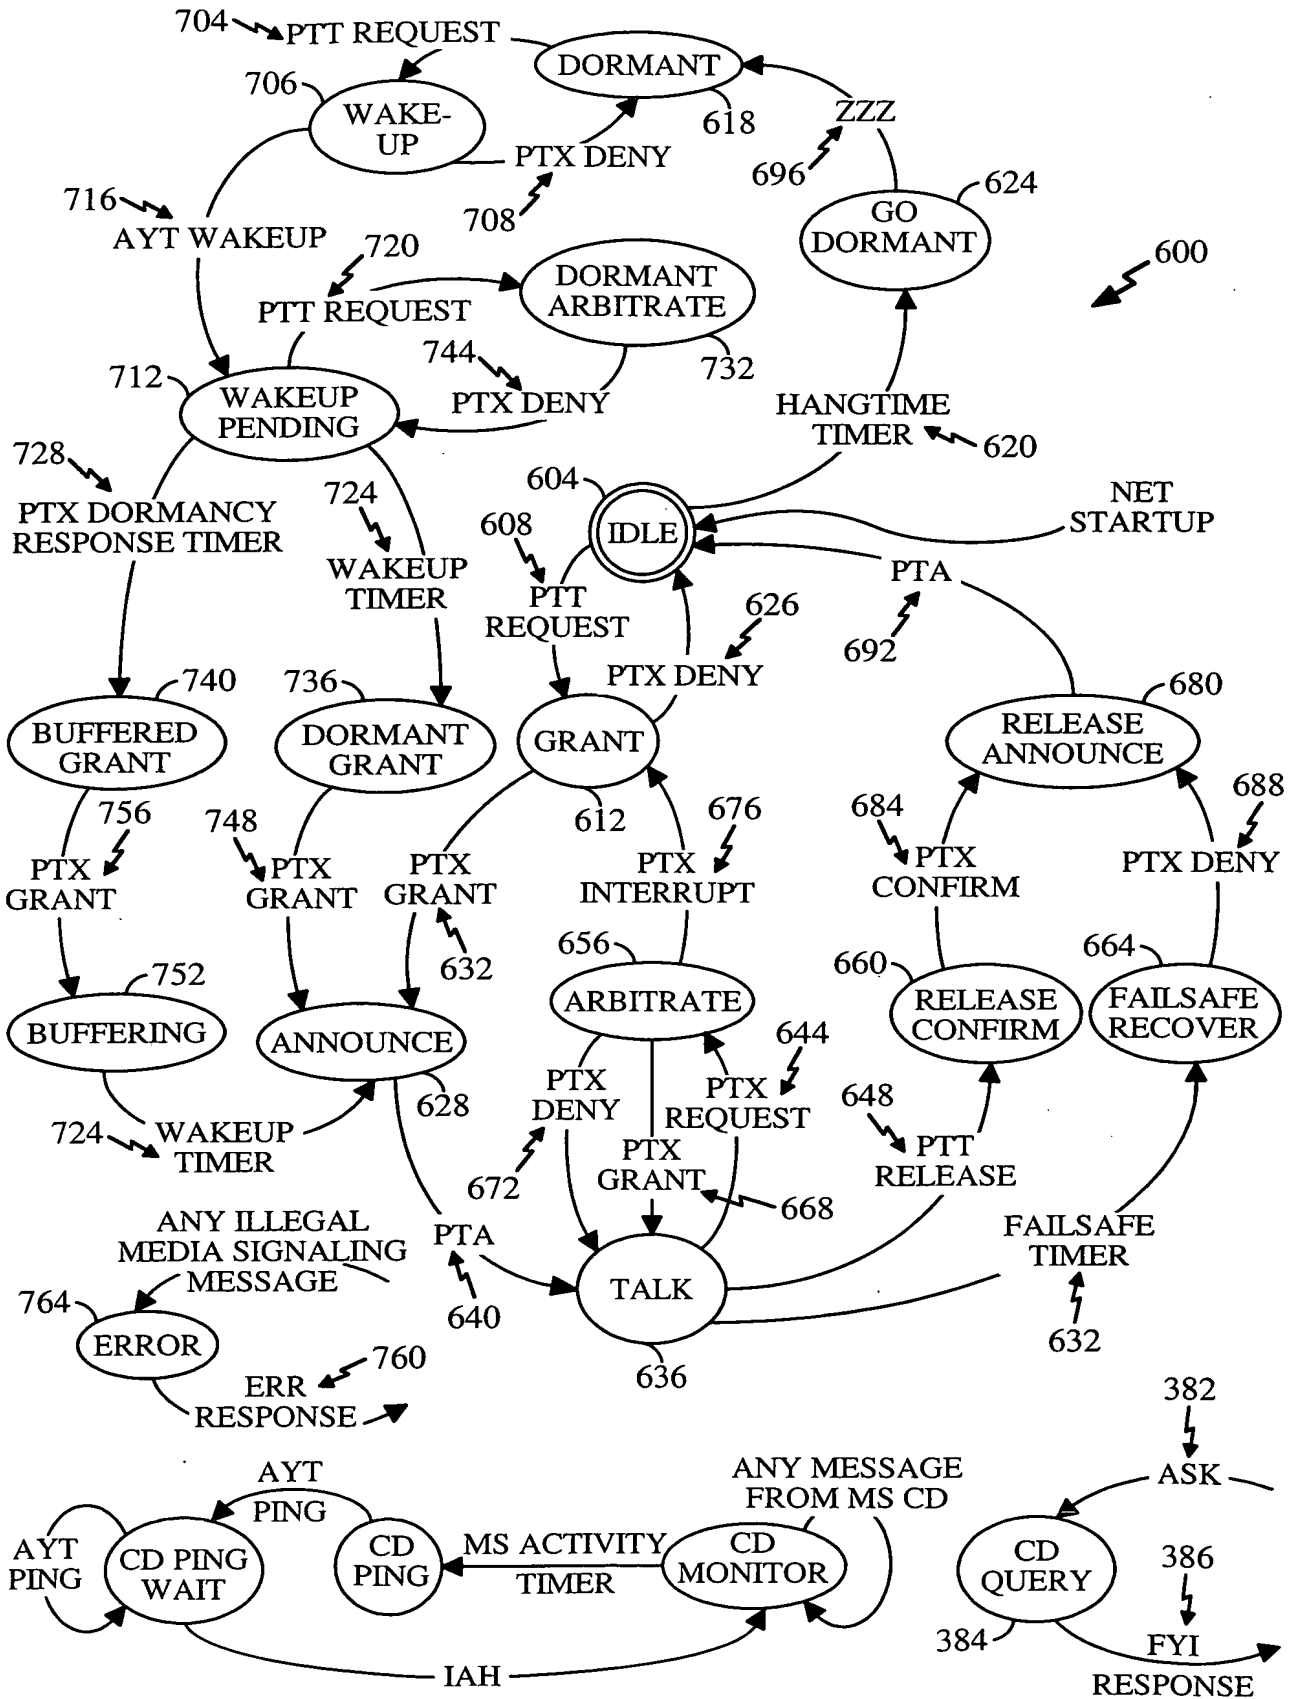 704
PTT REQUEST
DORMANT
618
706
WAKE-
UP
PTX DENY
708
ZZZ
696
624
GO
DORMANT
716
AYT WAKEUP
720
PTT REQUEST
DORMANT
ARBITRATE
732
600
744
PTX DENY
712
WAKEUP
PENDING
HANGTIME
TIMER
620
728
PTX DORMANCY
RESPONSE TIMER
724
WAKEUP
TIMER
604
IDLE
NET
STARTUP
608
PTT
REQUEST
PTA
692
626
PTX DENY
740
BUFFERED
GRANT
736
DORMANT
GRANT
GRANT
612
680
RELEASE
ANNOUNCE
756
PTX
GRANT
748
PTX
GRANT
PTX
GRANT
632
676
PTX
INTERRUPT
684
PTX
CONFIRM
688
PTX DENY
752
BUFFERING
ANNOUNCE
628
656
ARBITRATE
660
RELEASE
CONFIRM
664
FAILSAFE
RECOVER
724
WAKEUP
TIMER
PTX
DENY
672
PTX
GRANT
668
PTX
REQUEST
644
648
PTT
RELEASE
FAILSAFE
TIMER
632
ANY ILLEGAL
MEDIA SIGNALING
MESSAGE
PTA
640
TALK
636
764
ERROR
760
ERR
RESPONSE
382
ASK
AYT
PING
AYT
PING
CD PING
WAIT
CD
PING
MS ACTIVITY
TIMER
ANY MESSAGE
FROM MS CD
CD
MONITOR
IAH
CD
QUERY
384
386
FYI
RESPONSE